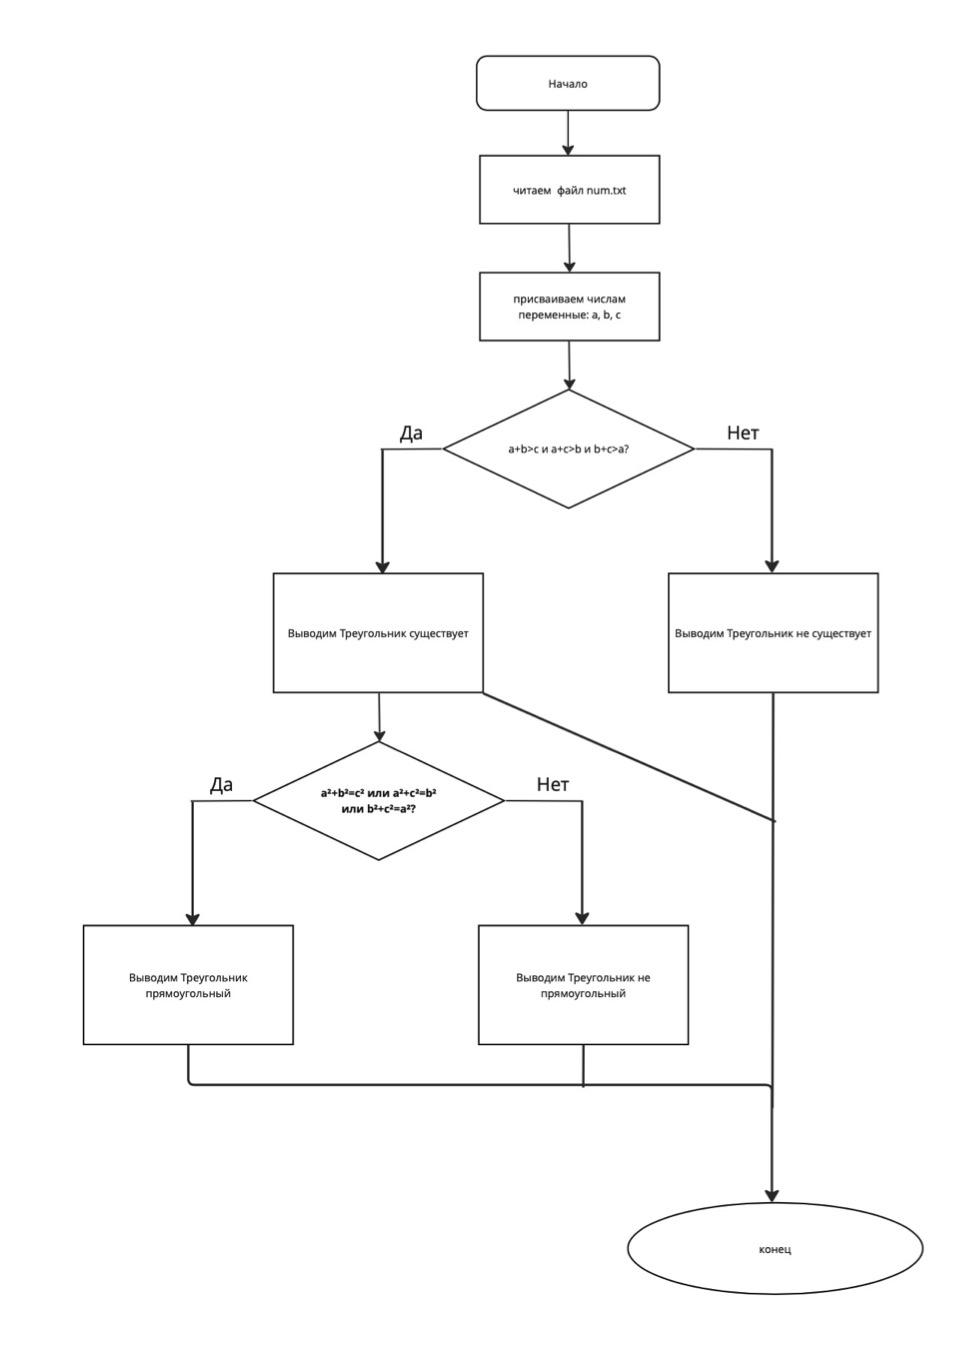 Начало
читаем файл num.txt
присваиваем числам
переменные: a, b, c
Да
Нет
a+b>c и a+c>b и b+c>a?
Выводим Треугольник существует
Выводим Треугольник не существует
Да
Нет
a²+b²=c² или a²+c²=b²
или b²+c²=a²?
Выводим Треугольник
прямоугольный
Выводим Треугольник не
прямоугольный
конец